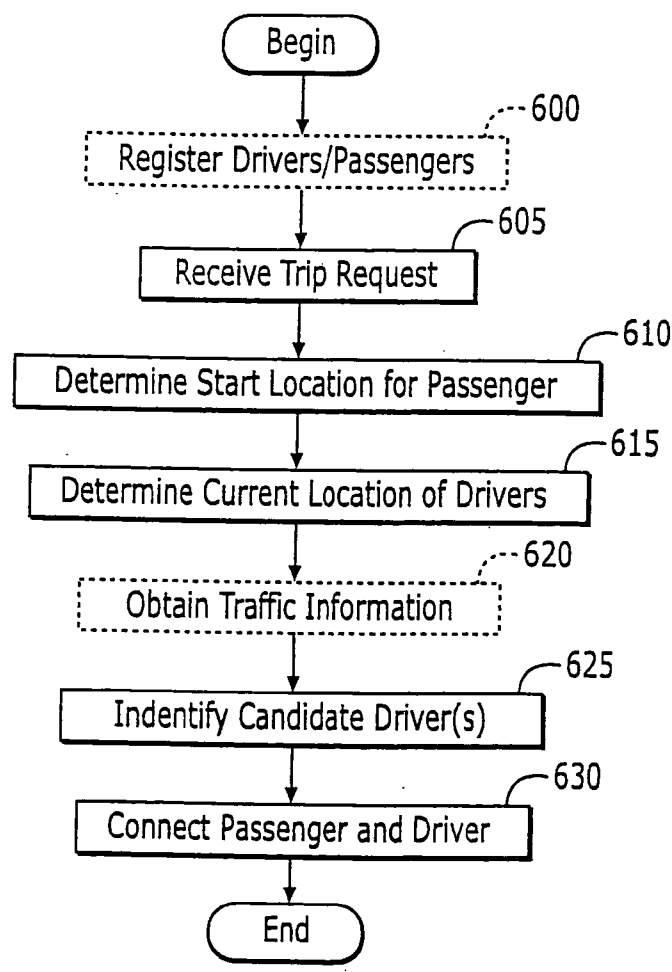 Begin
600
Register Drivers/Passengers
605
Receive Trip Request
610
Determine Start Location for Passenger
615
Determine Current Location of Drivers
620
Obtain Traffic Information
625
Indentify Candidate Driver(s)
630
Connect Passenger and Driver
End